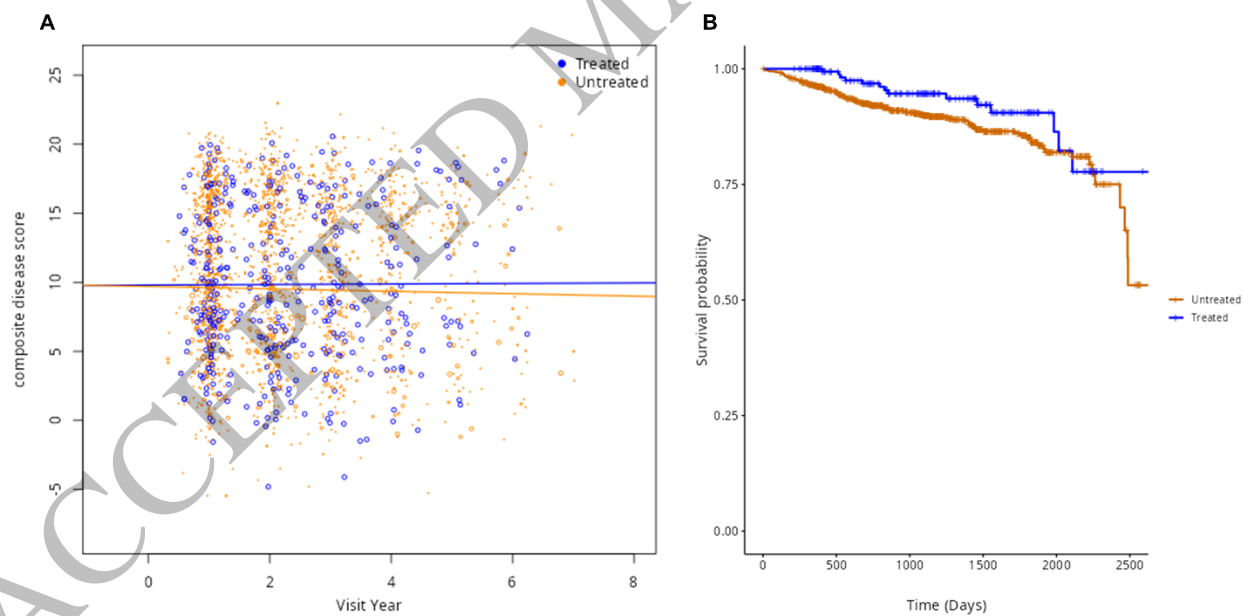 A
B
Treated
Untreated
25
20
15
10
5
0
-5
composite disease score
0
2
4
6
8
Visit Year
1.00
0.75
0.50
0.25
0.00
Survival probability
0
500
1000
1500
2000
2500
Time (Days)
Untreated
Treated
ACCEPTED M